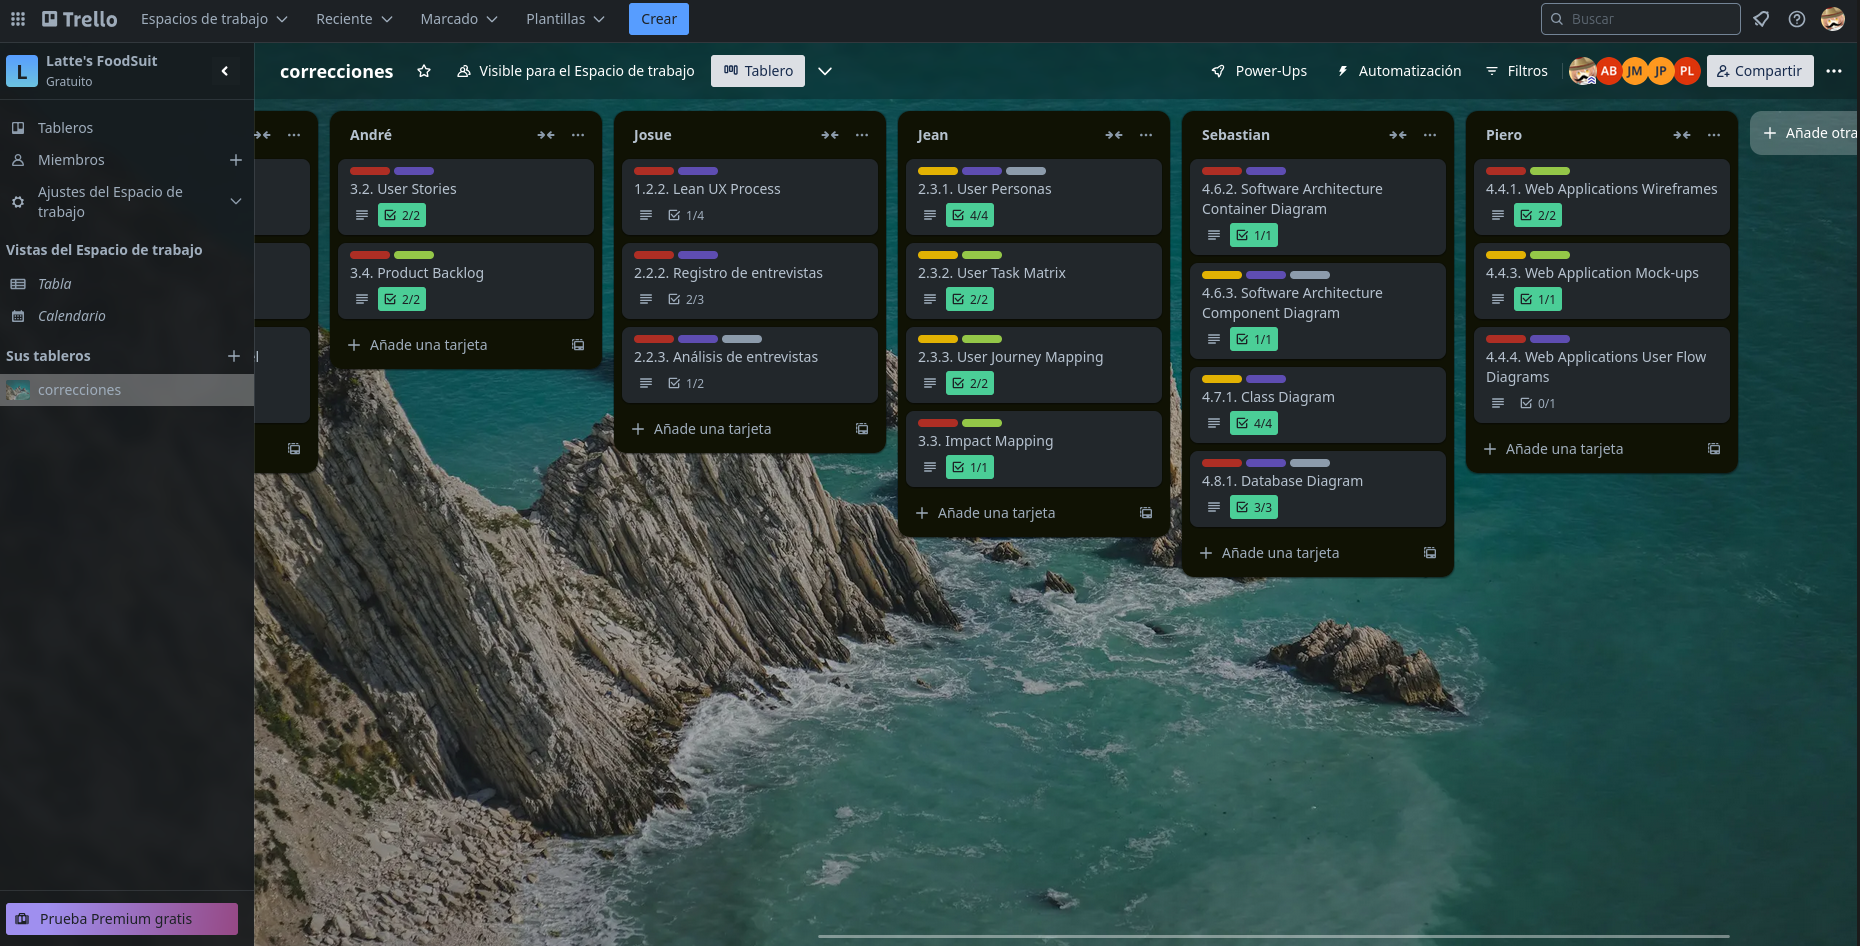 Trello
Espacios de trabajo
Reciente
Marcado
Plantillas
Crear
Buscar
L
Latte's FoodSuit
Gratuito
correcciones
Visible para el Espacio de trabajo
Tablero
Power-Ups
Automatización
Filtros
AB
JM
JP
PL
Compartir
Tableros
Miembros
Ajustes del Espacio de
trabajo
Vistas del Espacio de trabajo
Tabla
Calendario
Sus tableros
correcciones
Prueba Premium gratis
André
3.2. User Stories
2/2
3.4. Product Backlog
2/2
Añade una tarjeta
Josue
1.2.2. Lean UX Process
1/4
2.2.2. Registro de entrevistas
2/3
2.2.3. Análisis de entrevistas
1/2
Añade una tarjeta
Jean
2.3.1. User Personas
4/4
2.3.2. User Task Matrix
2/2
2.3.3. User Journey Mapping
2/2
3.3. Impact Mapping
1/1
Añade una tarjeta
Sebastian
4.6.2. Software Architecture
Container Diagram
1/1
4.6.3. Software Architecture
Component Diagram
1/1
4.7.1. Class Diagram
4/4
4.8.1. Database Diagram
3/3
Añade una tarjeta
Piero
4.4.1. Web Applications Wireframes
2/2
4.4.3. Web Application Mock-ups
1/1
4.4.4. Web Applications User Flow
Diagrams
0/1
Añade una tarjeta
Añade otra